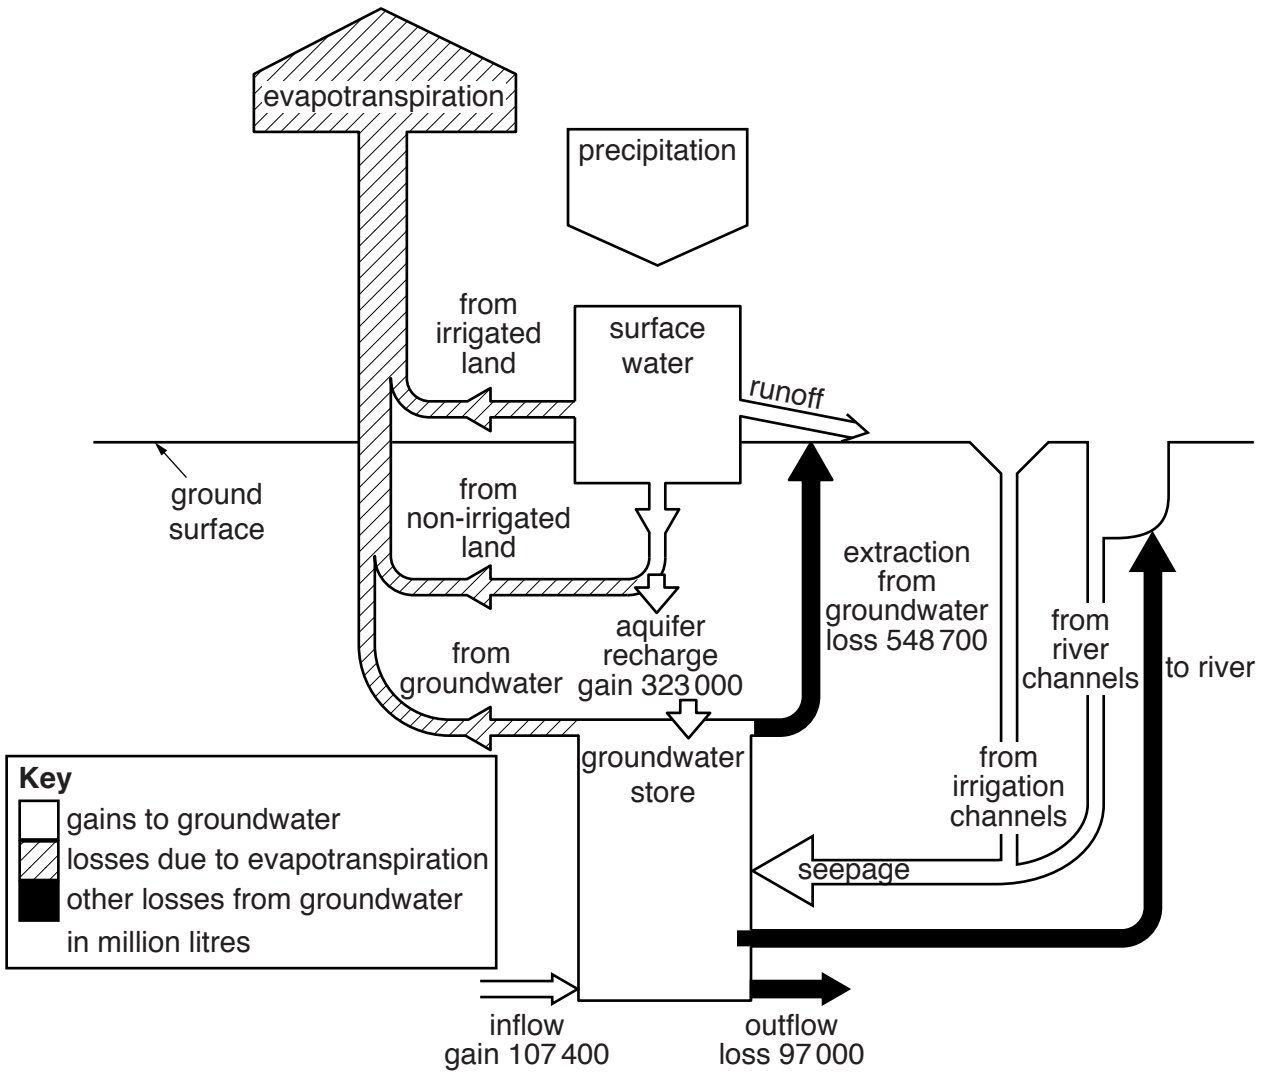 evapotranspiration
precipitation
from
irrigated
land
surface
water
runoff
ground
surface
from
non-irrigated
land
extraction
from
groundwater
loss 548 700
from
river
channels
to river
aquifer
recharge
gain 323 000
from
groundwater
groundwater
store
from
irrigation
channels
seepage
Key
gains to groundwater
losses due to evapotranspiration
other losses from groundwater
in million litres
inflow
gain 107 400
outflow
loss 97 000